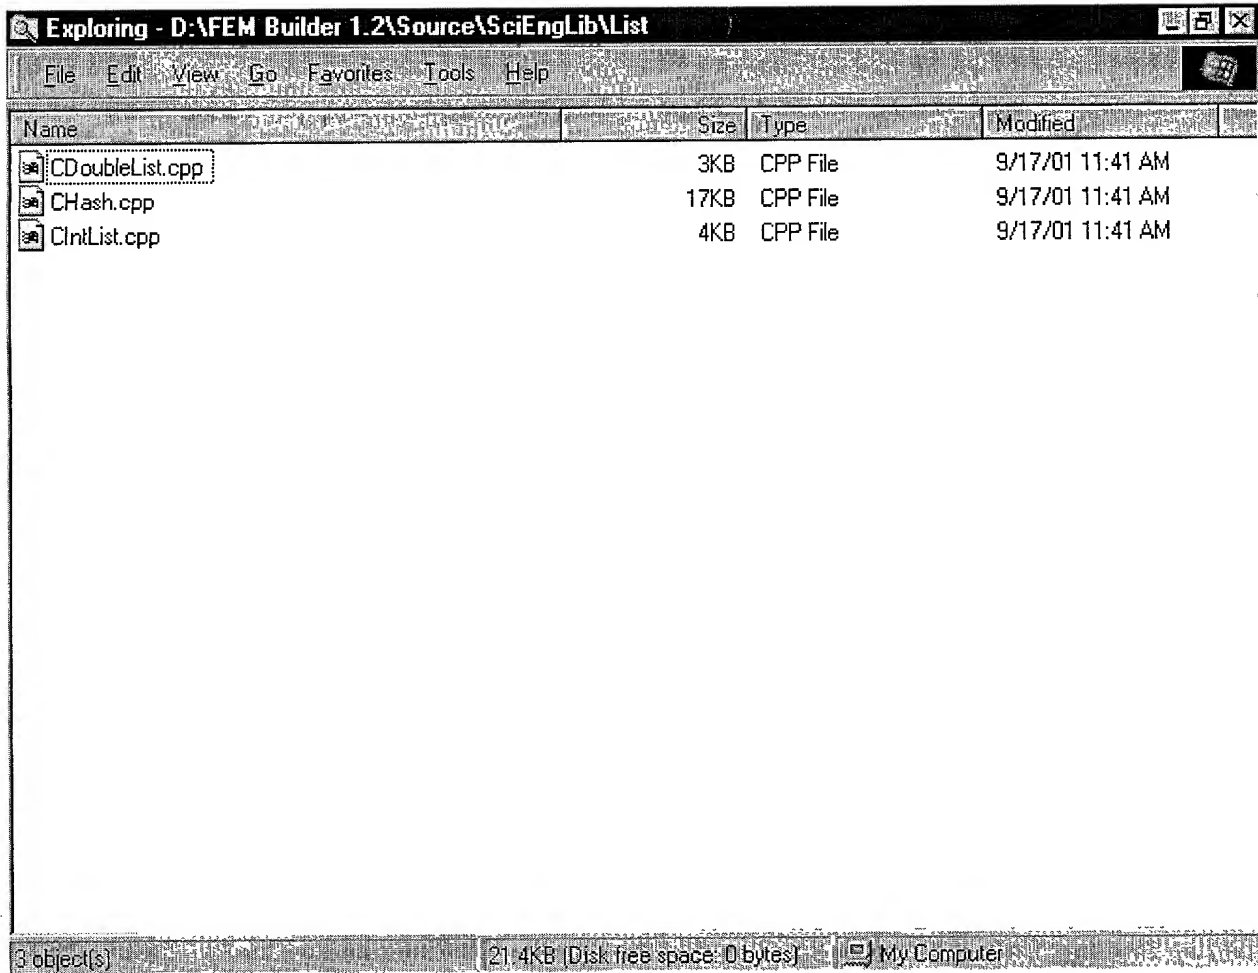 Exploring - D:\FEM Builder 1.2\Source\SciEngLib\List
File Edit View Go Favorites Tools Help
Name Size Type Modified
CDoubleList.cpp 3KB CPP File 9/17/01 11:41 AM
CHash.cpp 17KB CPP File 9/17/01 11:41 AM
CIntList.cpp 4KB CPP File 9/17/01 11:41 AM
3 object(s) 21.4KB (Disk free space: 0 bytes) My Computer